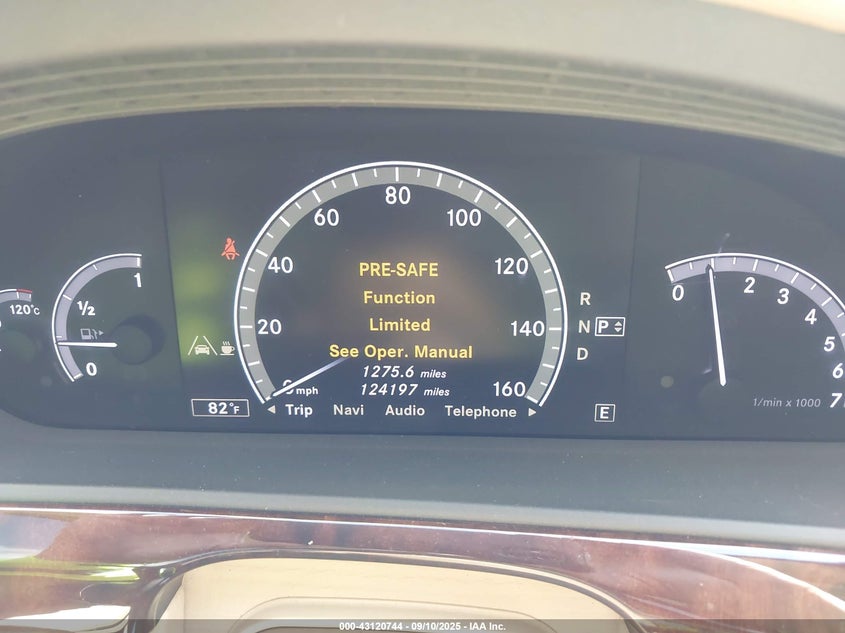 80
60
100
40
120
20
140
0 mph
160
PRE-SAFE
Function
Limited
See Oper. Manual
1275.6 miles
124197 miles
Trip Navi Audio Telephone
120°C
1
1/2
0
82°F
R
N P
D
E
0
2
3
4
5
6
7
1/min x 1000
000-43120744 - 09/10/2025 - IAA Inc.